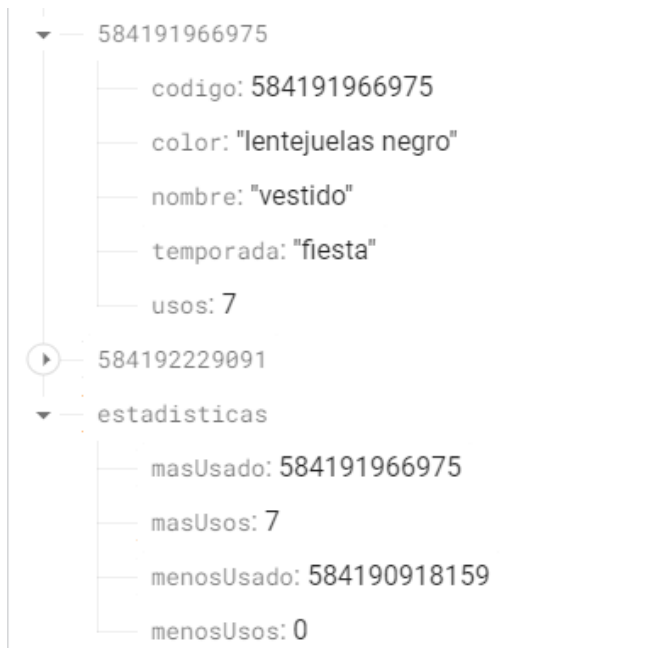 584191966975
codigo: 584191966975
color: "lentejuelas negro"
nombre: "vestido"
temporada: "fiesta"
usos: 7
584192229091
estadisticas
masUsado: 584191966975
masUsos: 7
menosUsado: 584190918159
menosUsos: 0